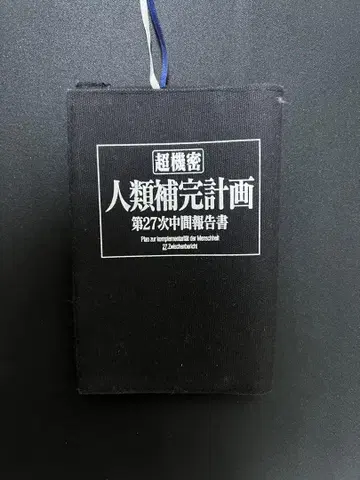 超機密
人類補完計画
第27次中間報告書
Plan zur komplementarität der Menschheit
27 Zwischenbericht